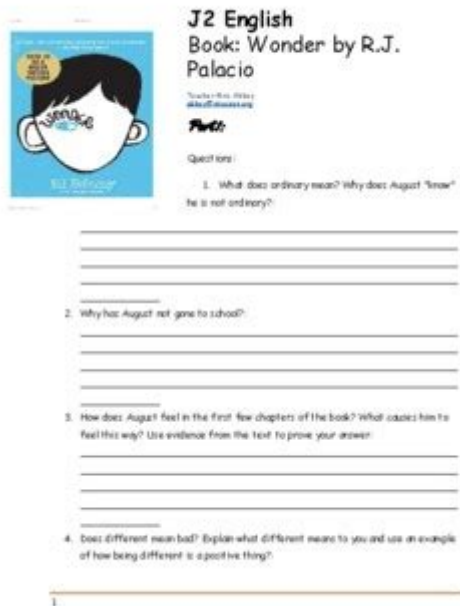 J2 English
Book: Wonder by R.J.
Palacio
Part 1:
Questions:
1. What does ordinary mean? Why does August "know"
he is not ordinary?
2. Why has August not gone to school?
3. How does August feel in the first few chapters of the book? What causes him to
feel this way? Use evidence from the text to prove your answer:
4. Does different mean bad? Explain what different means to you and use an example
of how being different is a positive thing?
1